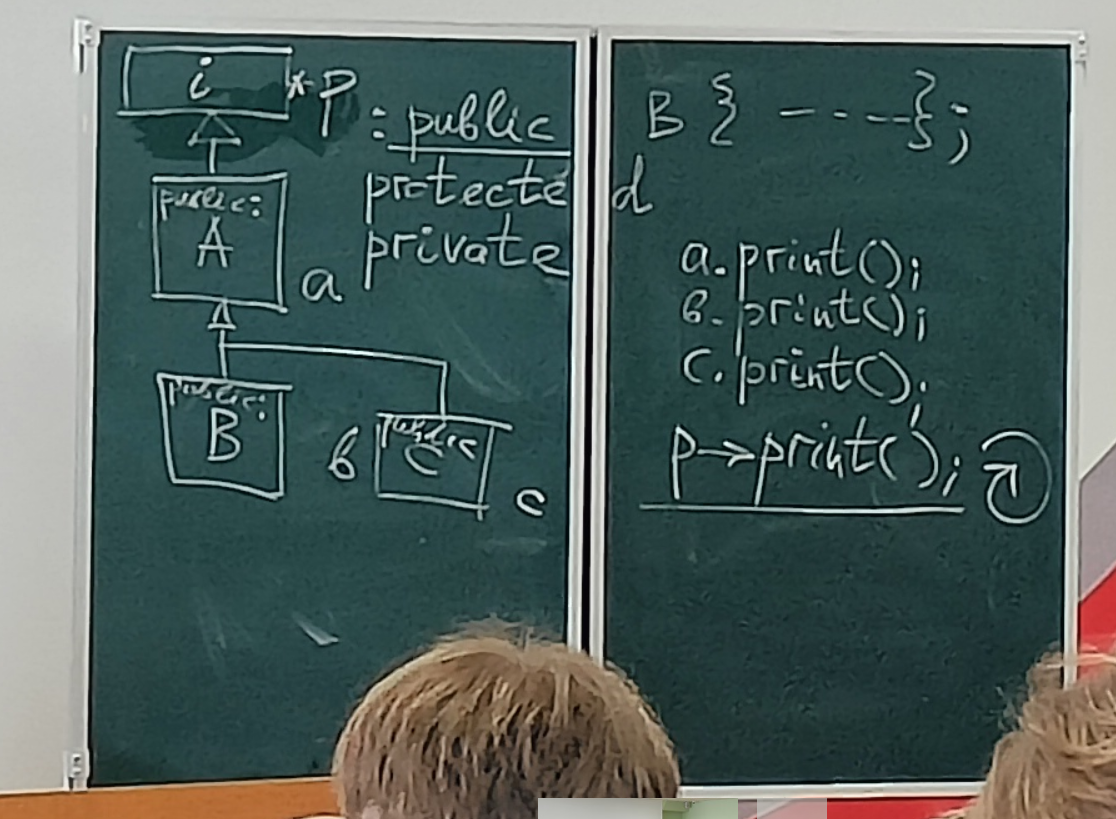 i
*p
: public
protected
private
public:
A
a
public:
B
в
public
C
c
B { - - - - };
a.print();
в.print();
c.print();
p→print();